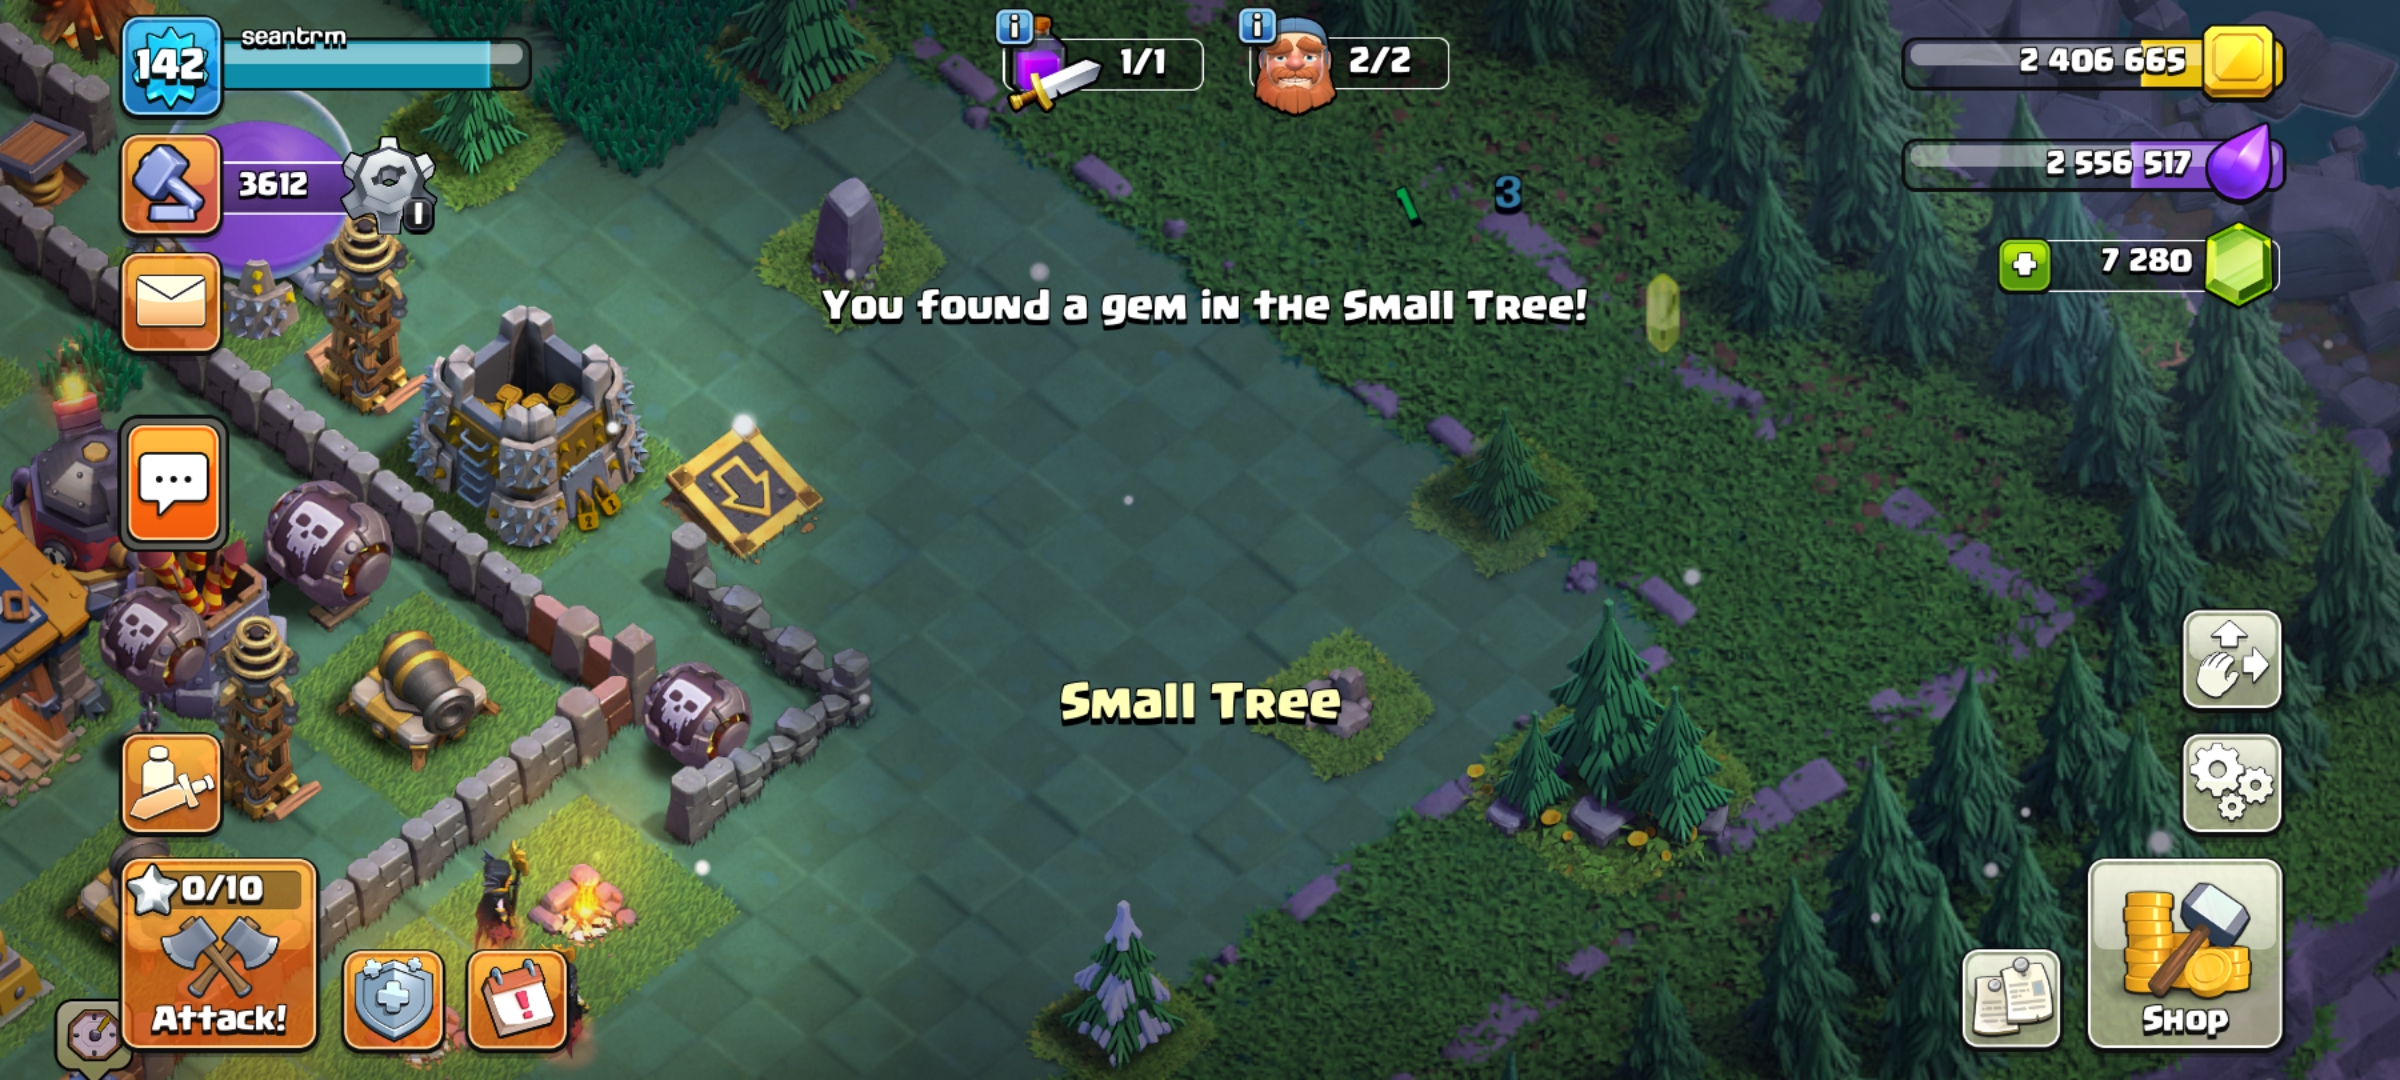 142
seantrm
1/1
2/2
2 406 665
3612
I
2 556 517
3
7 280
You found a gem in the Small Tree!
Small Tree
0/10
Attack!
Shop